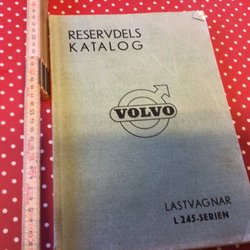 RESERVDELS
KATALOG
VOLVO
LASTVAGNAR
L 245-SERIEN